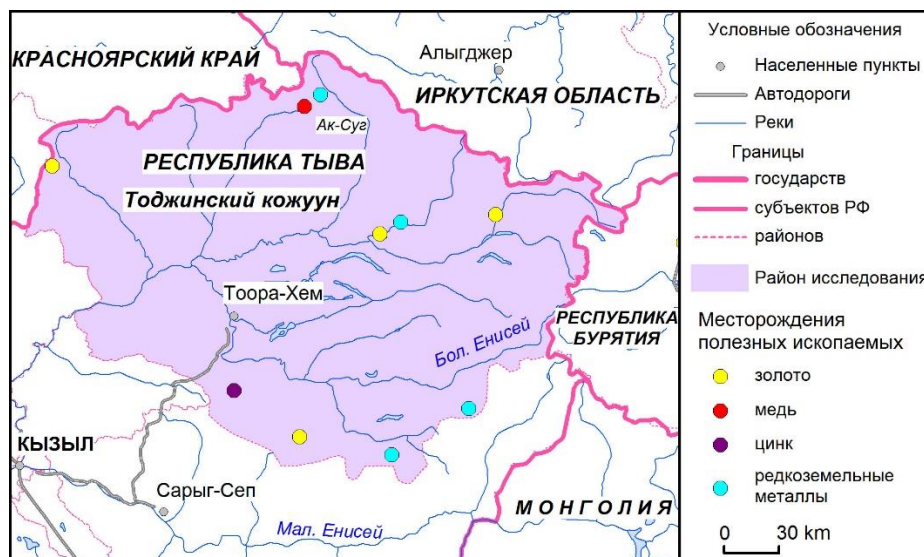 КРАСНОЯРСКИЙ КРАЙ
Алыгджер
ИРКУТСКАЯ ОБЛАСТЬ
Ак-Суг
РЕСПУБЛИКА ТЫВА
Тоджинский кожуун
Тоора-Хем
РЕСПУБЛИКА
БУРЯТИЯ
Бол. Енисей
КЫЗЫЛ
Сарыг-Сеп
Мал. Енисей
МОНГОЛИЯ
Условные обозначения
Населенные пункты
Автодороги
Реки
Границы
государств
субъектов РФ
районов
Район исследования
Месторождения
полезных ископаемых
золото
медь
цинк
редкоземельные
металлы
0 30 km